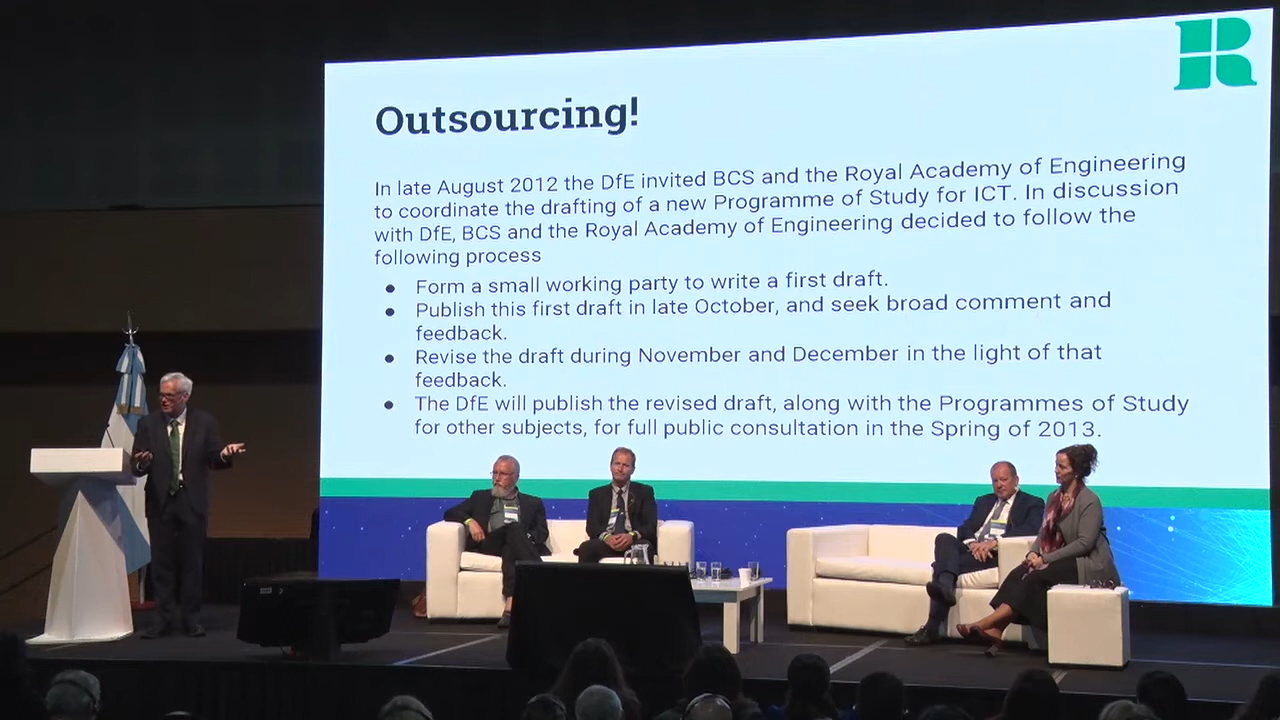 R
Outsourcing!
In late August 2012 the DfE invited BCS and the Royal Academy of Engineering
to coordinate the drafting of a new Programme of Study for ICT. In discussion
with DfE, BCS and the Royal Academy of Engineering decided to follow the
following process
● Form a small working party to write a first draft.
● Publish this first draft in late October, and seek broad comment and
feedback.
● Revise the draft during November and December in the light of that
feedback.
● The DfE will publish the revised draft, along with the Programmes of Study
for other subjects, for full public consultation in the Spring of 2013.